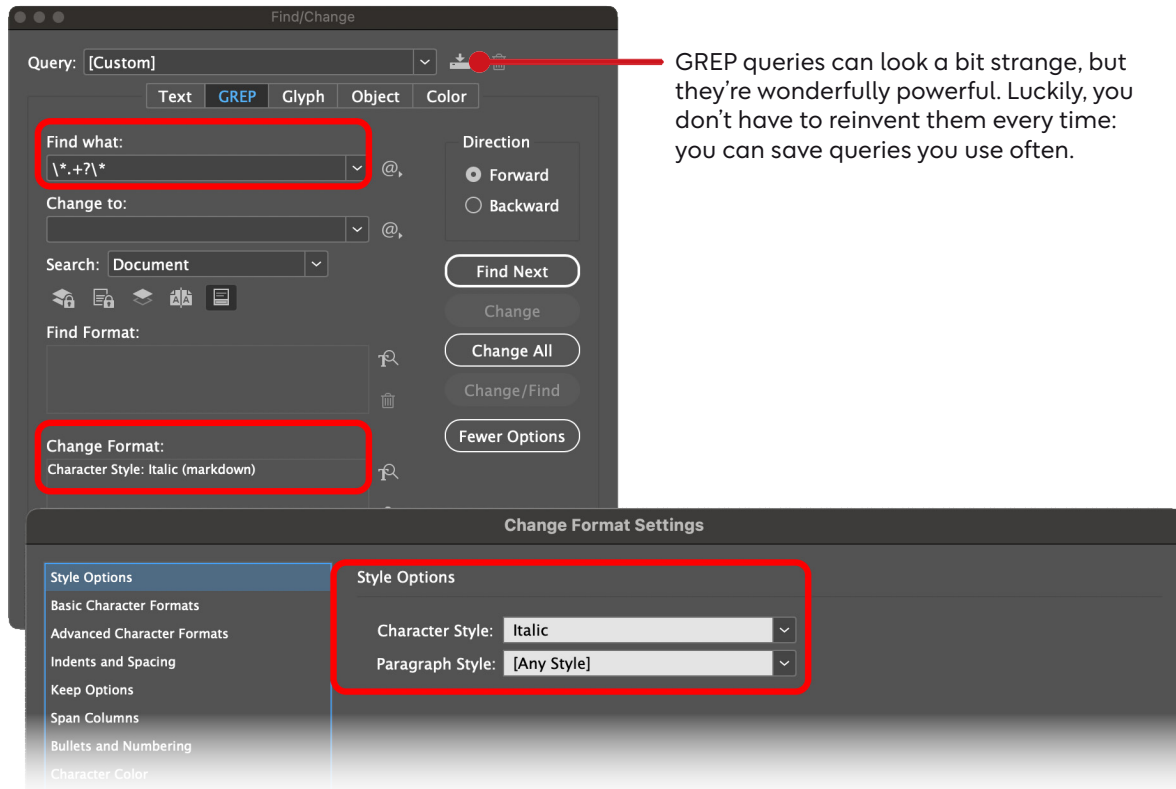 Find/Change
Query: [Custom]
Text GREP Glyph Object Color
GREP queries can look a bit strange, but
they’re wonderfully powerful. Luckily, you
don’t have to reinvent them every time:
you can save queries you use often.
Find what:
\*.+?\*
Change to:
Search: Document
Find Format:
Change Format:
Character Style: Italic (markdown)
Direction
Forward
Backward
Find Next
Change
Change All
Change/Find
Fewer Options
Change Format Settings
Style Options
Basic Character Formats
Advanced Character Formats
Indents and Spacing
Keep Options
Span Columns
Bullets and Numbering
Character Color
Style Options
Character Style: Italic
Paragraph Style: [Any Style]